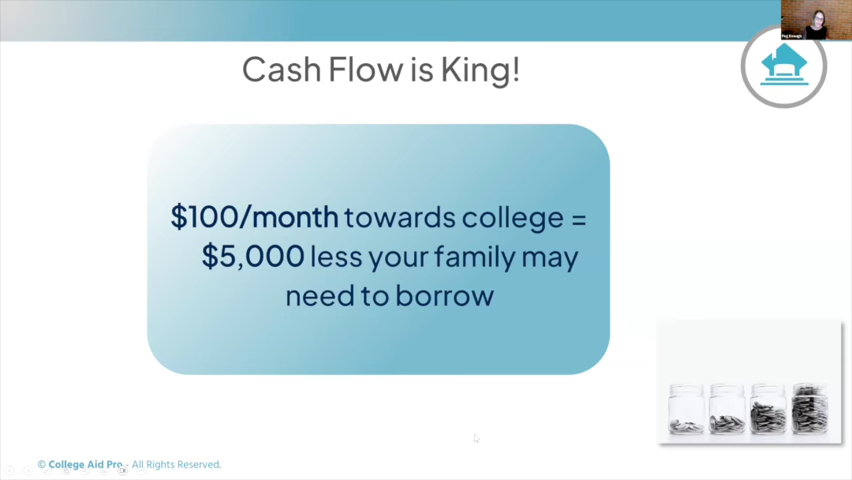 Cash Flow is King!
$100/month towards college =
$5,000 less your family may
need to borrow
© College Aid Pro - All Rights Reserved.